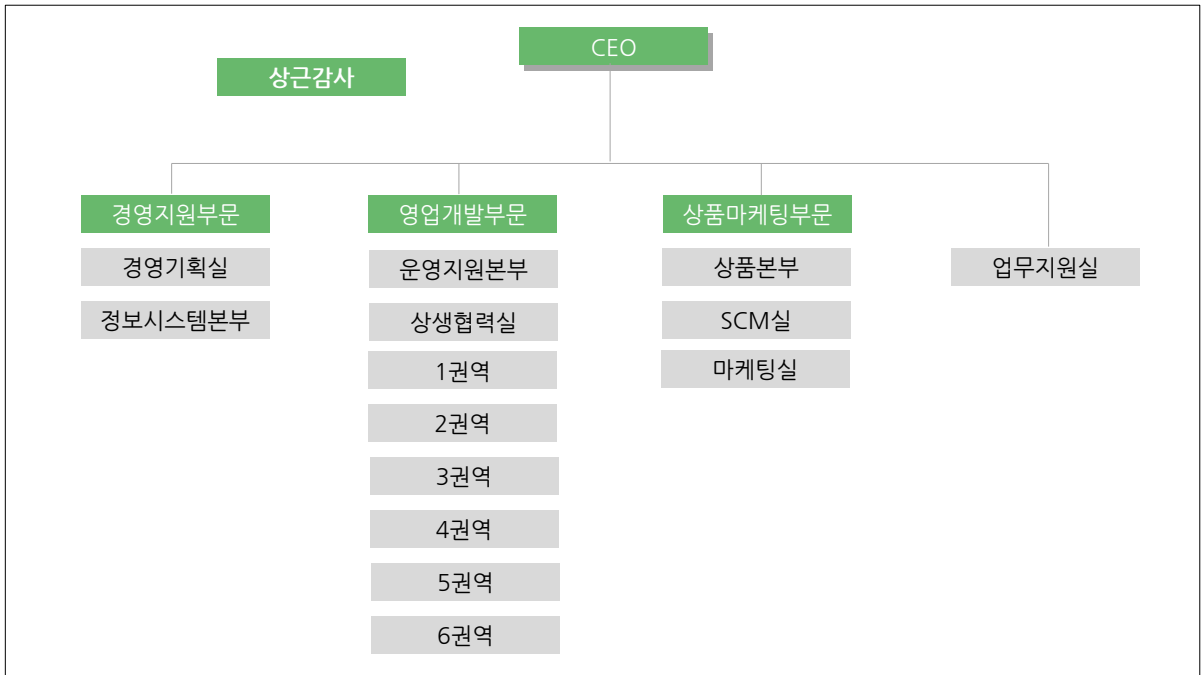 CEO
상근감사
경영지원부문
경영기획실
정보시스템본부
영업개발부문
운영지원본부
상생협력실
1권역
2권역
3권역
4권역
5권역
6권역
상품마케팅부문
상품본부
SCM실
마케팅실
업무지원실